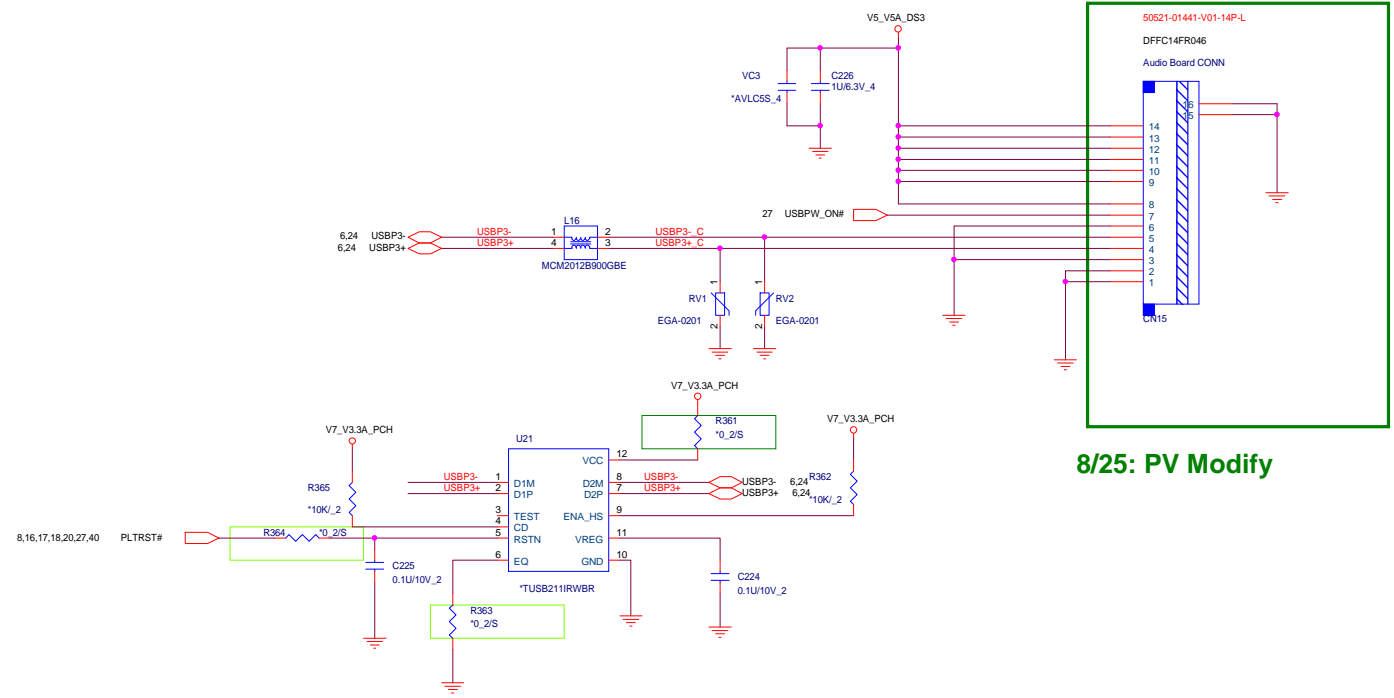 V5_V5A_DS3
50521-01441-V01-14P-L
DFFC14FR046
Audio Board CONN
VC3
*AVLC5S_4
C226
1U/6.3V_4
16
15
14
13
12
11
10
9
8
7
6
5
4
3
2
1
CN15
27 USBPW_ON#
L16
6,24 USBP3- USBP3- 1 2 USBP3-_C
6,24 USBP3+ USBP3+ 4 3 USBP3+_C
MCM2012B900GBE
1 1
RV1 RV2
EGA-0201 EGA-0201
2 2
8/25: PV Modify
V7_V3.3A_PCH
R361
*0_2/S
V7_V3.3A_PCH
R362
*10K/_2
V7_V3.3A_PCH
R365
*10K/_2
U21
VCC 12
USBP3- 1 D1M D2M 8 USBP3- USBP3- 6,24
USBP3+ 2 D1P D2P 7 USBP3+ USBP3+ 6,24
3 TEST ENA_HS 9
4 CD
5 RSTN VREG 11
6 EQ GND 10
*TUSB211IRWBR
8,16,17,18,20,27,40 PLTRST#
R364 *0_2/S
C225
0.1U/10V_2
C224
0.1U/10V_2
R363
*0_2/S